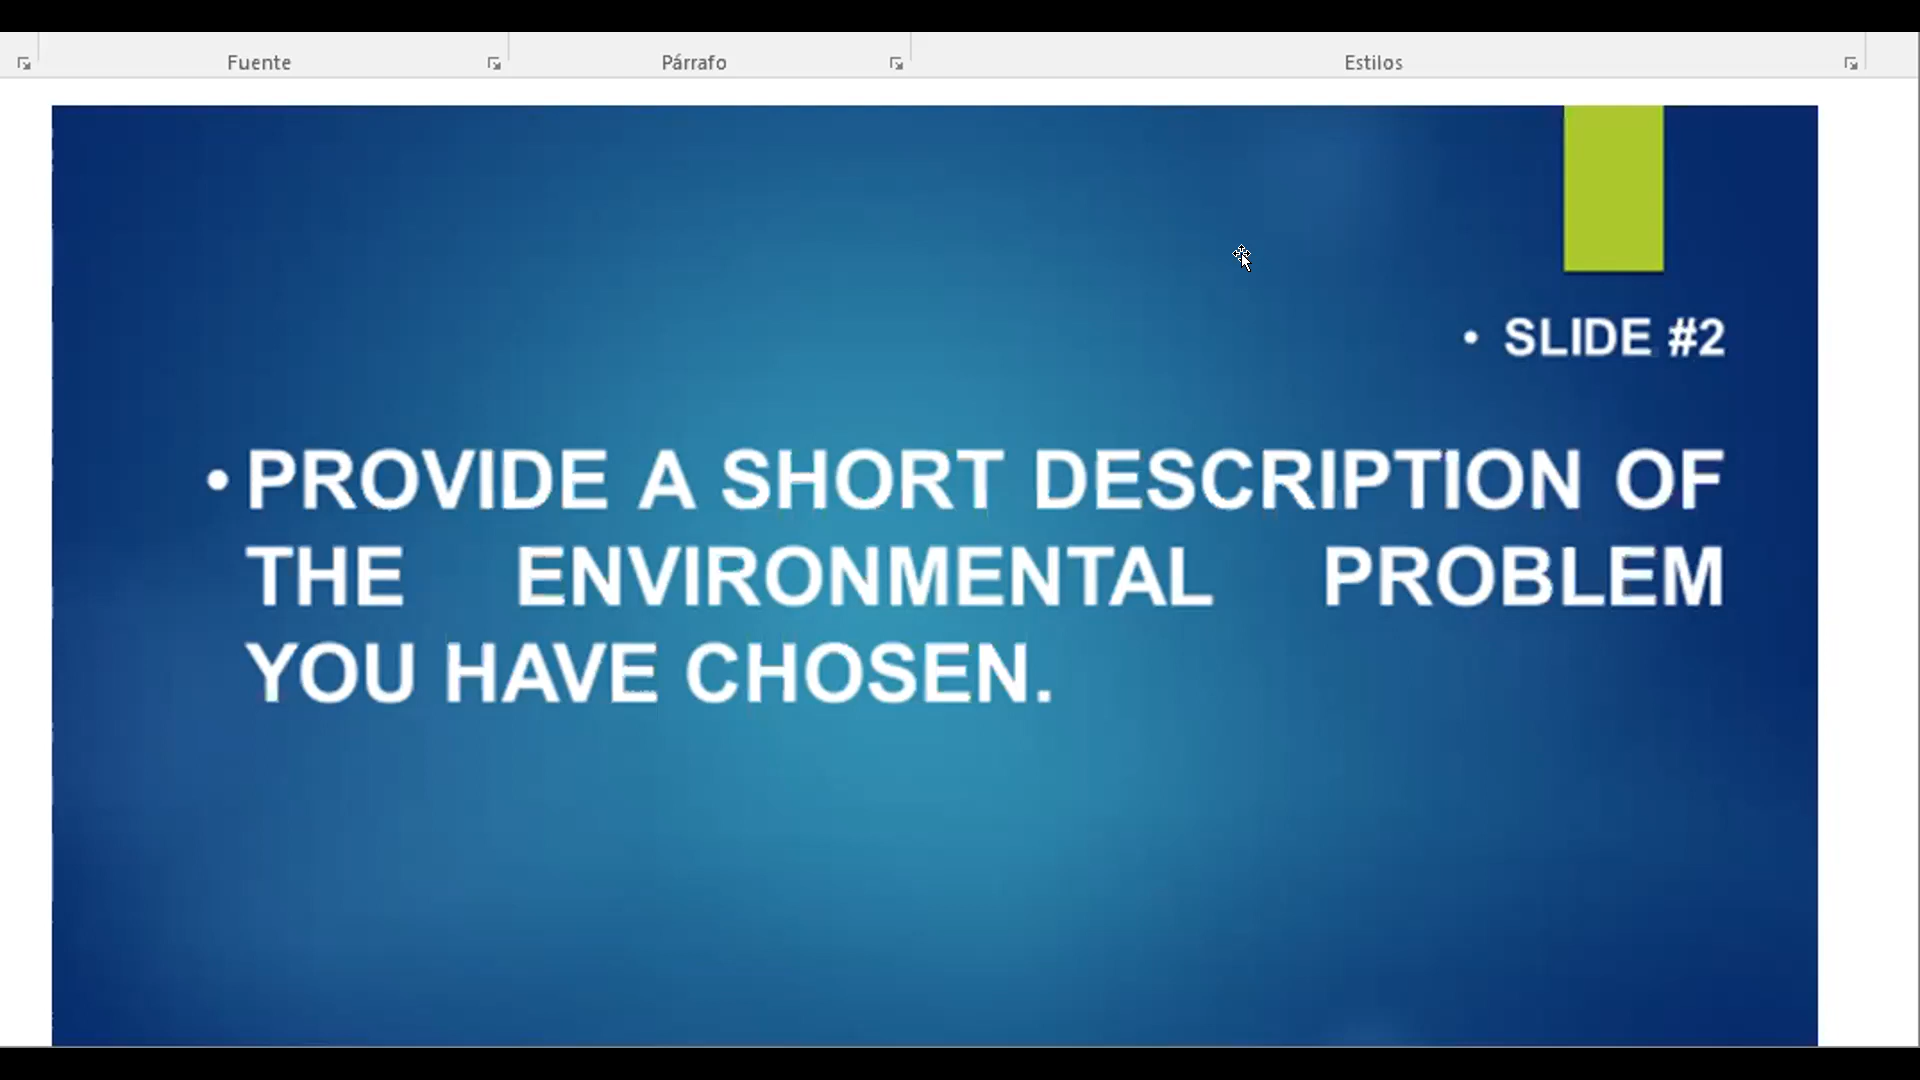 Fuente Párrafo Estilos
• SLIDE #2
• PROVIDE A SHORT DESCRIPTION OF
THE ENVIRONMENTAL PROBLEM
YOU HAVE CHOSEN.